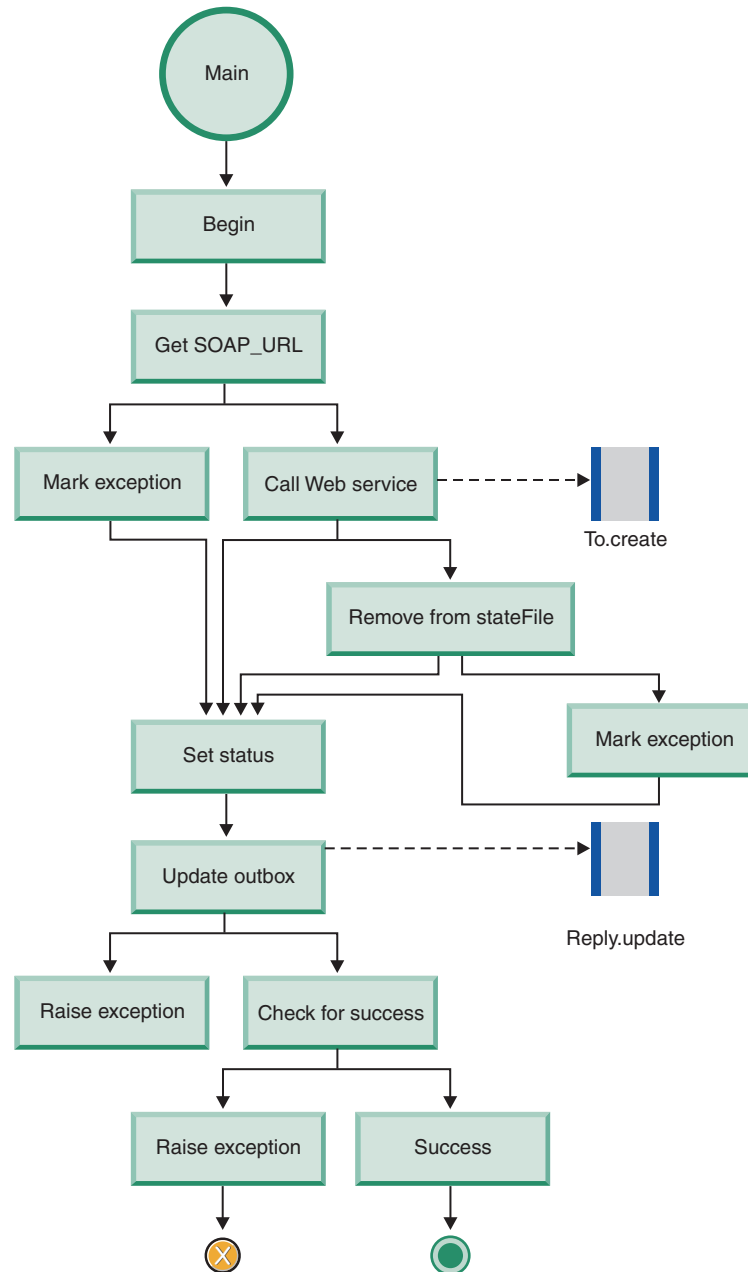 Main
Begin
Get SOAP_URL
Mark exception
Call Web service
To.create
Remove from stateFile
Mark exception
Set status
Update outbox
Reply.update
Raise exception
Check for success
Raise exception
Success
X